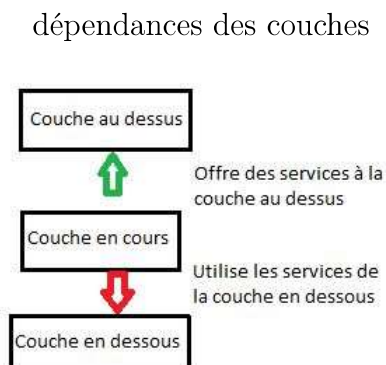 dépendances des couches
Couche au dessus
Offre des services à la
couche au dessus
Couche en cours
Utilise les services de
la couche en dessous
Couche en dessous